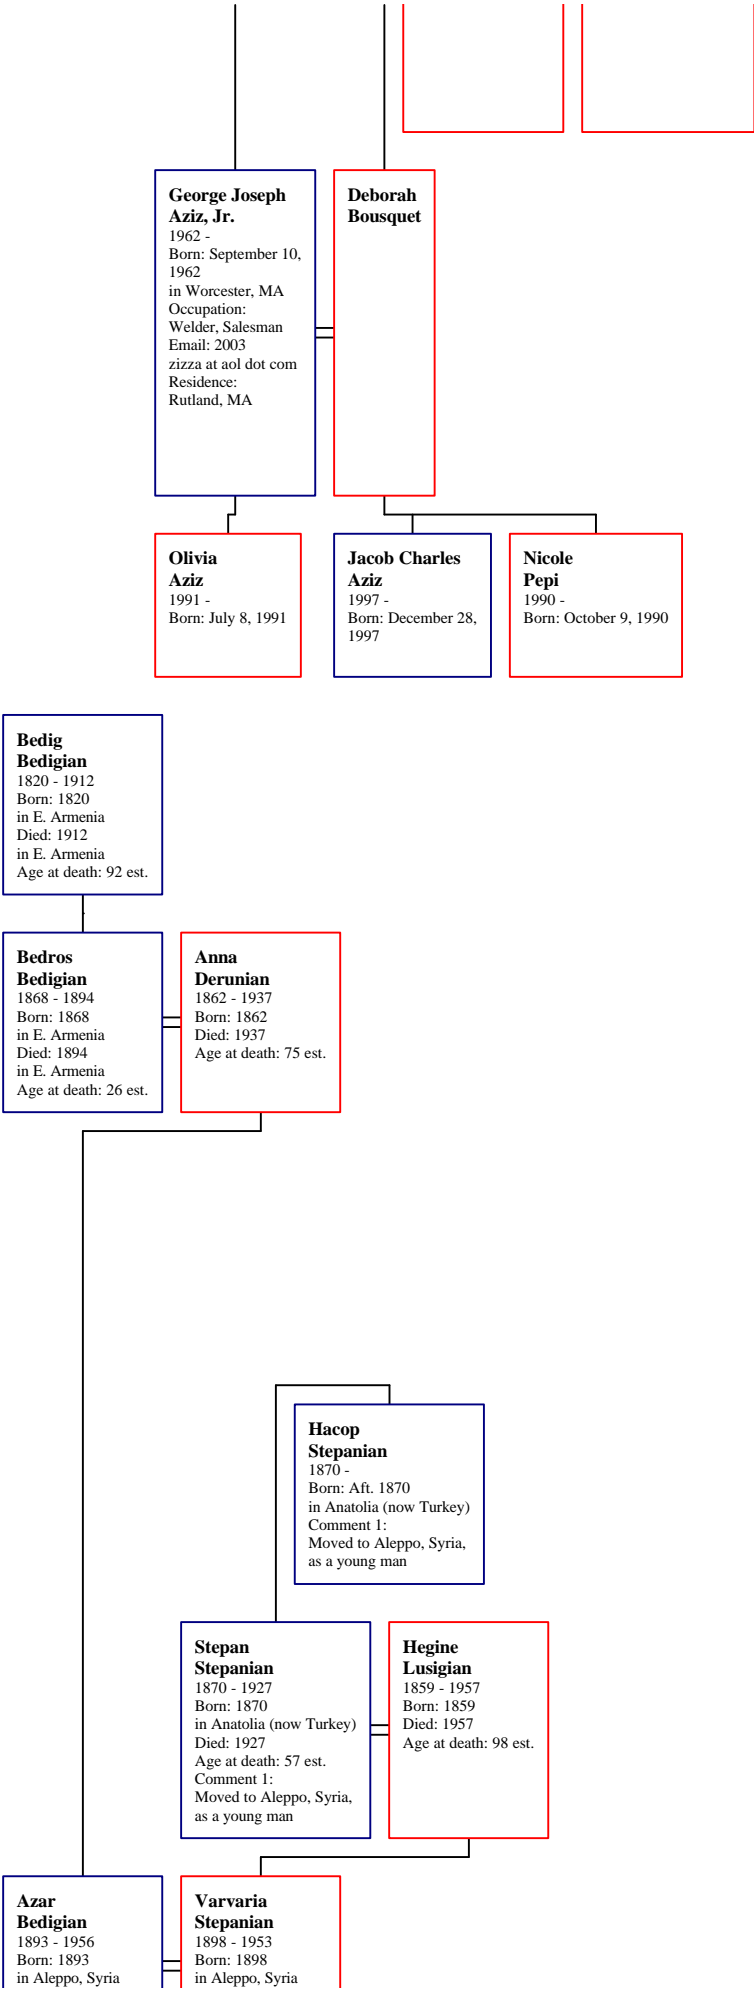 George Joseph
Aziz, Jr.
1962 -
Born: September 10,
1962
in Worcester, MA
Occupation:
Welder, Salesman
Email: 2003
zizza at aol dot com
Residence:
Rutland, MA
Deborah
Bousquet
Olivia
Aziz
1991 -
Born: July 8, 1991
Jacob Charles
Aziz
1997 -
Born: December 28,
1997
Nicole
Pepi
1990 -
Born: October 9, 1990
Bedig
Bedigian
1820 - 1912
Born: 1820
in E. Armenia
Died: 1912
in E. Armenia
Age at death: 92 est.
Bedros
Bedigian
1868 - 1894
Born: 1868
in E. Armenia
Died: 1894
in E. Armenia
Age at death: 26 est.
Anna
Derunian
1862 - 1937
Born: 1862
Died: 1937
Age at death: 75 est.
Hacop
Stepanian
1870 -
Born: Aft. 1870
in Anatolia (now Turkey)
Comment 1:
Moved to Aleppo, Syria,
as a young man
Stepan
Stepanian
1870 - 1927
Born: 1870
in Anatolia (now Turkey)
Died: 1927
Age at death: 57 est.
Comment 1:
Moved to Aleppo, Syria,
as a young man
Hegine
Lusigian
1859 - 1957
Born: 1859
Died: 1957
Age at death: 98 est.
Azar
Bedigian
1893 - 1956
Born: 1893
in Aleppo, Syria
Varvaria
Stepanian
1898 - 1953
Born: 1898
in Aleppo, Syria